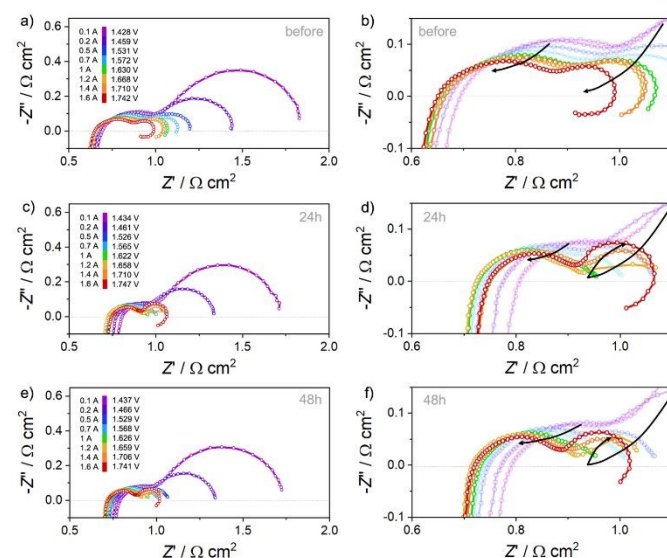 a)
before
0.1 A 1.428 V
0.2 A 1.459 V
0.5 A 1.531 V
0.7 A 1.572 V
1 A 1.630 V
1.2 A 1.668 V
1.4 A 1.710 V
1.6 A 1.742 V
0.6
0.4
0.2
0.0
-Z'' / Ω cm²
0.5 1.0 1.5 2.0
Z' / Ω cm²
b)
before
0.1
0.0
-0.1
0.6 0.8 1.0
Z' / Ω cm²
c)
24h
0.1 A 1.434 V
0.2 A 1.461 V
0.5 A 1.526 V
0.7 A 1.565 V
1 A 1.622 V
1.2 A 1.658 V
1.4 A 1.710 V
1.6 A 1.747 V
0.6
0.4
0.2
0.0
-Z'' / Ω cm²
0.5 1.0 1.5 2.0
Z' / Ω cm²
d)
24h
0.1
0.0
-0.1
0.6 0.8 1.0
Z' / Ω cm²
e)
48h
0.1 A 1.437 V
0.2 A 1.466 V
0.5 A 1.529 V
0.7 A 1.568 V
1 A 1.626 V
1.2 A 1.659 V
1.4 A 1.706 V
1.6 A 1.741 V
0.6
0.4
0.2
0.0
-Z'' / Ω cm²
0.5 1.0 1.5 2.0
Z' / Ω cm²
f)
48h
0.1
0.0
-0.1
0.6 0.8 1.0
Z' / Ω cm²